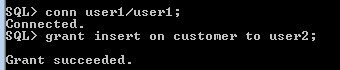 SQL> conn user1/user1;
Connected.
SQL> grant insert on customer to user2;
Grant succeeded.